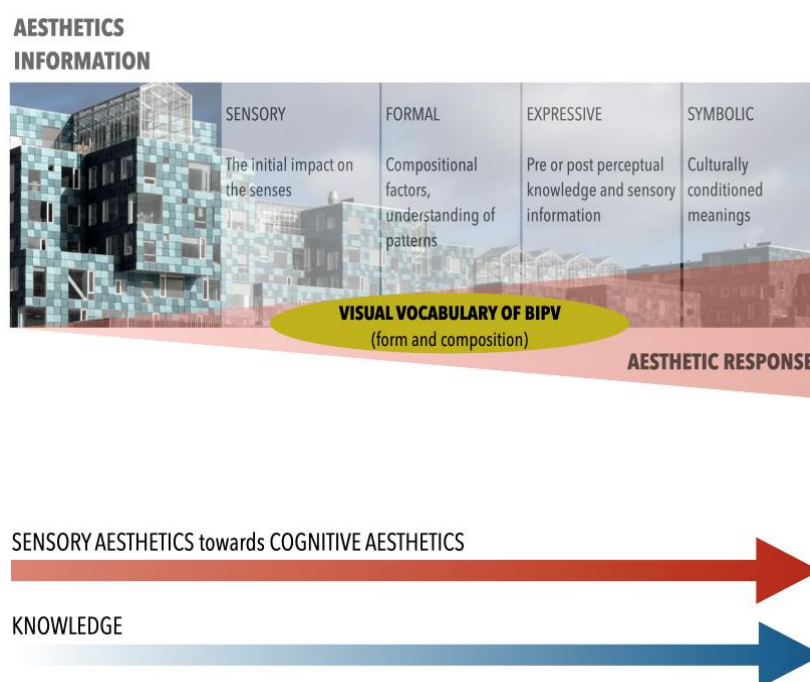 AESTHETICS
INFORMATION
SENSORY
The initial impact on
the senses
FORMAL
Compositional
factors,
understanding of
patterns
EXPRESSIVE
Pre or post perceptual
knowledge and sensory
information
SYMBOLIC
Culturally
conditioned
meanings
VISUAL VOCABULARY OF BIPV
(form and composition)
AESTHETIC RESPONSE
SENSORY AESTHETICS towards COGNITIVE AESTHETICS
KNOWLEDGE